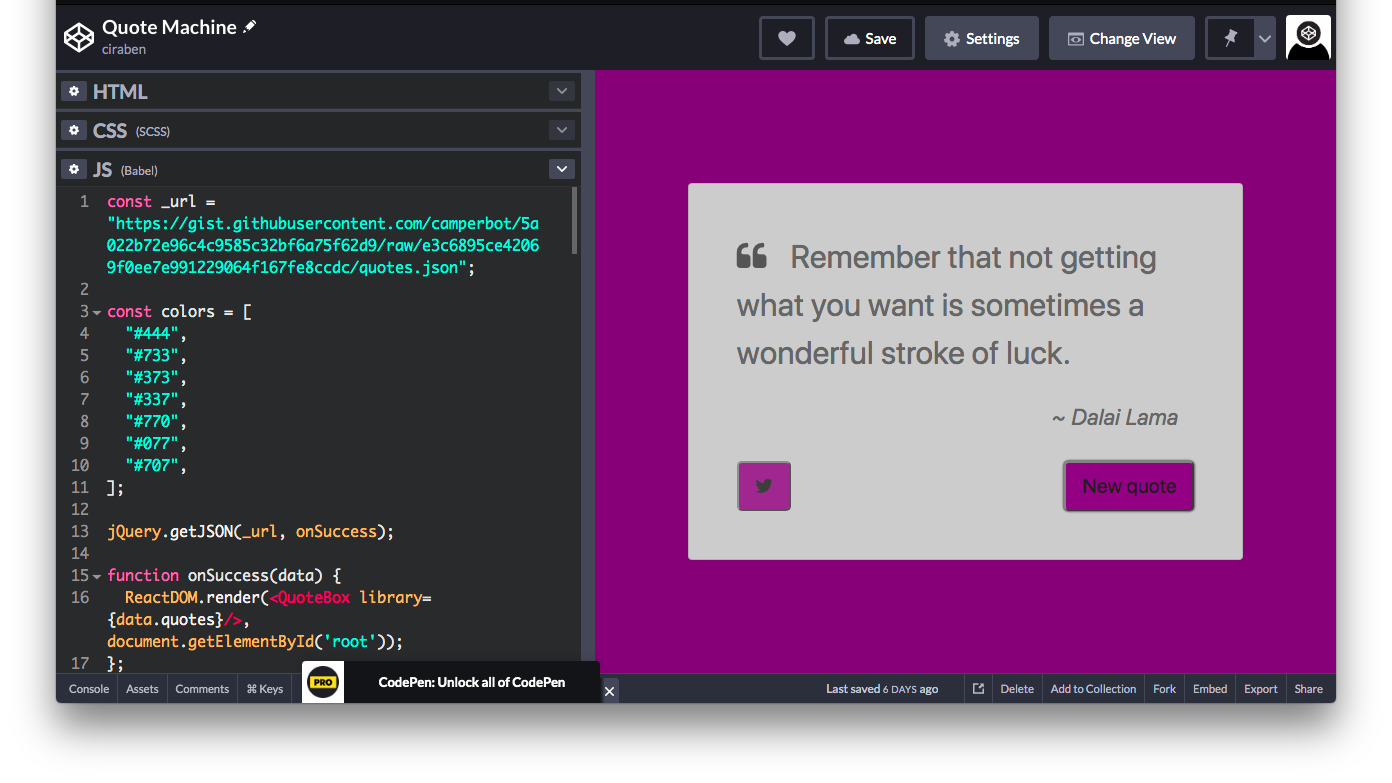 Quote Machine
ciraben
Save
Settings
Change View
HTML
CSS (SCSS)
JS (Babel)
1 const _url =
"https://gist.githubusercontent.com/camperbot/5a
022b72e96c4c9585c32bf6a75f62d9/raw/e3c6895ce4206
9f0ee7e991229064f167fe8ccdc/quotes.json";
2
3 const colors = [
4 "#444",
5 "#733",
6 "#373",
7 "#337",
8 "#770",
9 "#077",
10 "#707",
11 ];
12
13 jQuery.getJSON(_url, onSuccess);
14
15 function onSuccess(data) {
16 ReactDOM.render(<QuoteBox library=
{data.quotes}/>,
document.getElementById('root'));
17 };
Remember that not getting
what you want is sometimes a
wonderful stroke of luck.
~ Dalai Lama
New quote
Console
Assets
Comments
⌘ Keys
PRO
CodePen: Unlock all of CodePen
Last saved 6 DAYS ago
Delete
Add to Collection
Fork
Embed
Export
Share